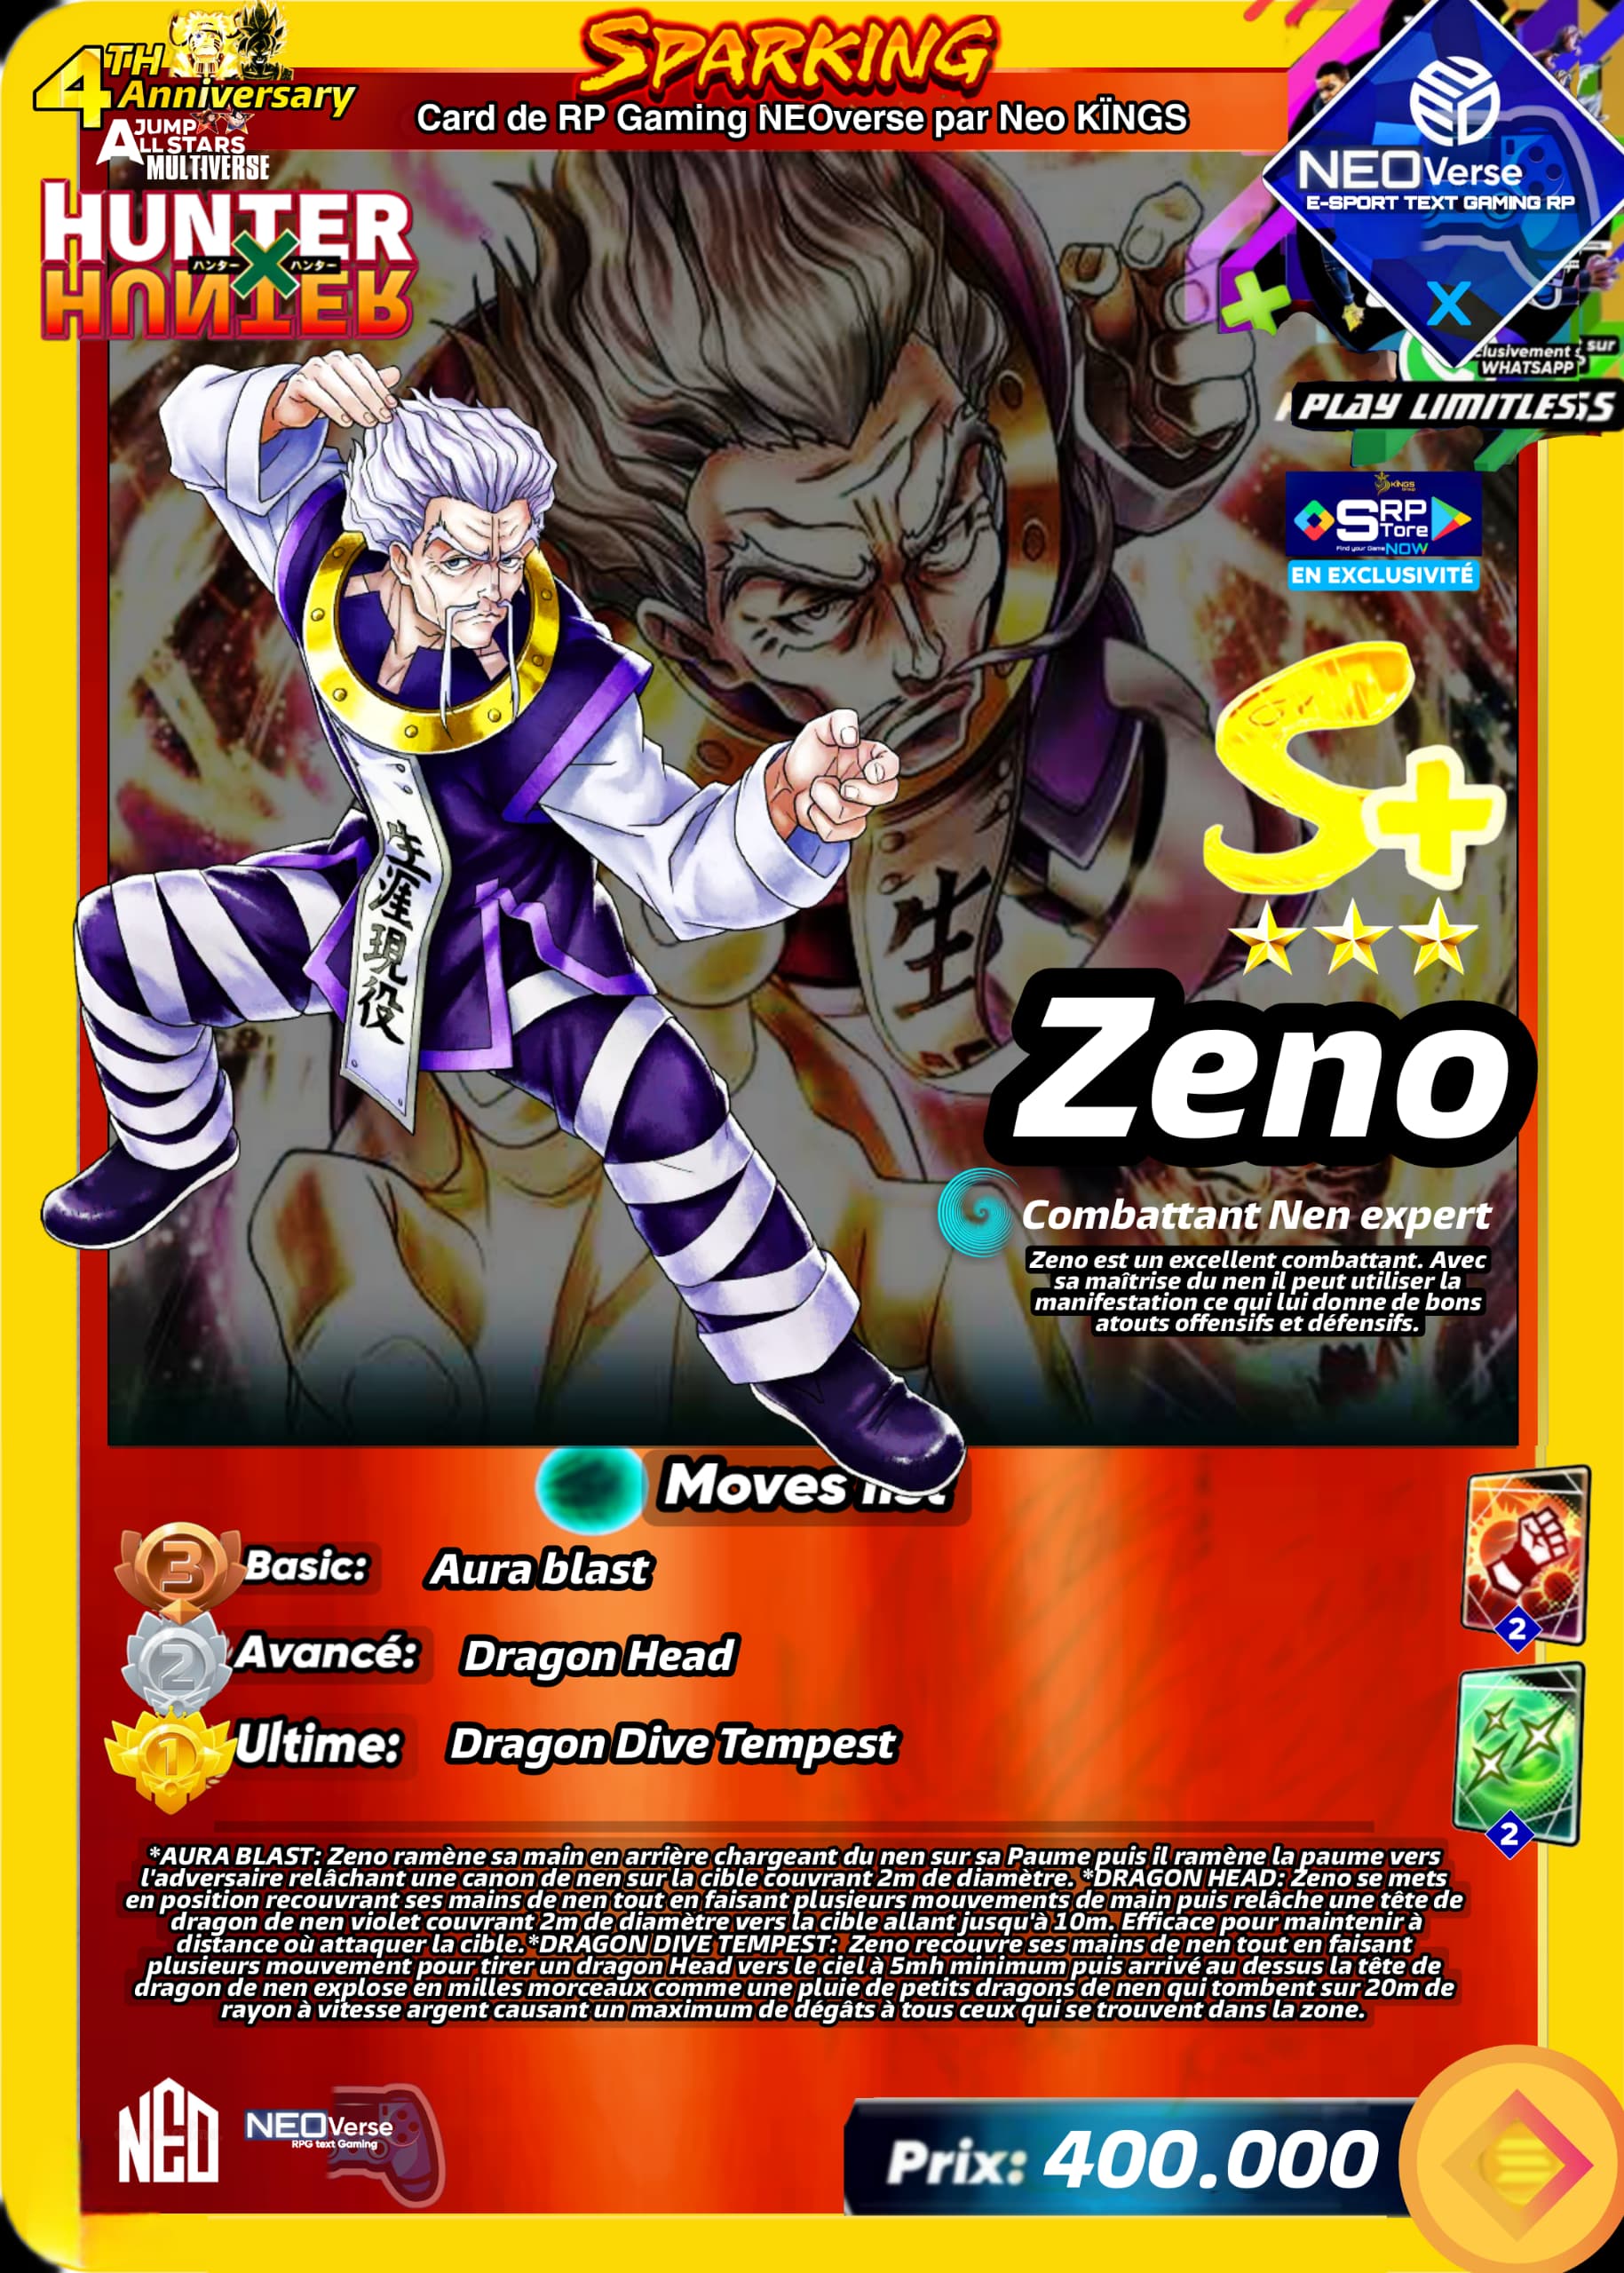 4TH
Anniversary
JUMP
ALL STARS
MULTIVERSE
SPARKING
Card de RP Gaming NEOverse par Neo KÏNGS
NEOVerse
E-SPORT TEXT GAMING RP
X
clusivement sur
WHATSAPP
PLAY LIMITLESS
HUNTER
ハンター × ハンター
HUNTER
KINGS
SRP
Tore
Find your Game NOW
EN EXCLUSIVITÉ
S+
生涯現役
生
Zeno
Combattant Nen expert
Zeno est un excellent combattant. Avec
sa maîtrise du nen il peut utiliser la
manifestation ce qui lui donne de bons
atouts offensifs et défensifs.
Moves
3 Basic: Aura blast
2 Avancé: Dragon Head
1 Ultime: Dragon Dive Tempest
2
2
*AURA BLAST: Zeno ramène sa main en arrière chargeant du nen sur sa Paume puis il ramène la paume vers
l'adversaire relâchant une canon de nen sur la cible couvrant 2m de diamètre. *DRAGON HEAD: Zeno se mets
en position recouvrant ses mains de nen tout en faisant plusieurs mouvements de main puis relâche une tête de
dragon de nen violet couvrant 2m de diamètre vers la cible allant jusqu'à 10m. Efficace pour maintenir à
distance où attaquer la cible.*DRAGON DIVE TEMPEST: Zeno recouvre ses mains de nen tout en faisant
plusieurs mouvement pour tirer un dragon Head vers le ciel à 5mh minimum puis arrivé au dessus la tête de
dragon de nen explose en milles morceaux comme une pluie de petits dragons de nen qui tombent sur 20m de
rayon à vitesse argent causant un maximum de dégâts à tous ceux qui se trouvent dans la zone.
NEO
NEOVerse
RPG text Gaming
Prix: 400.000